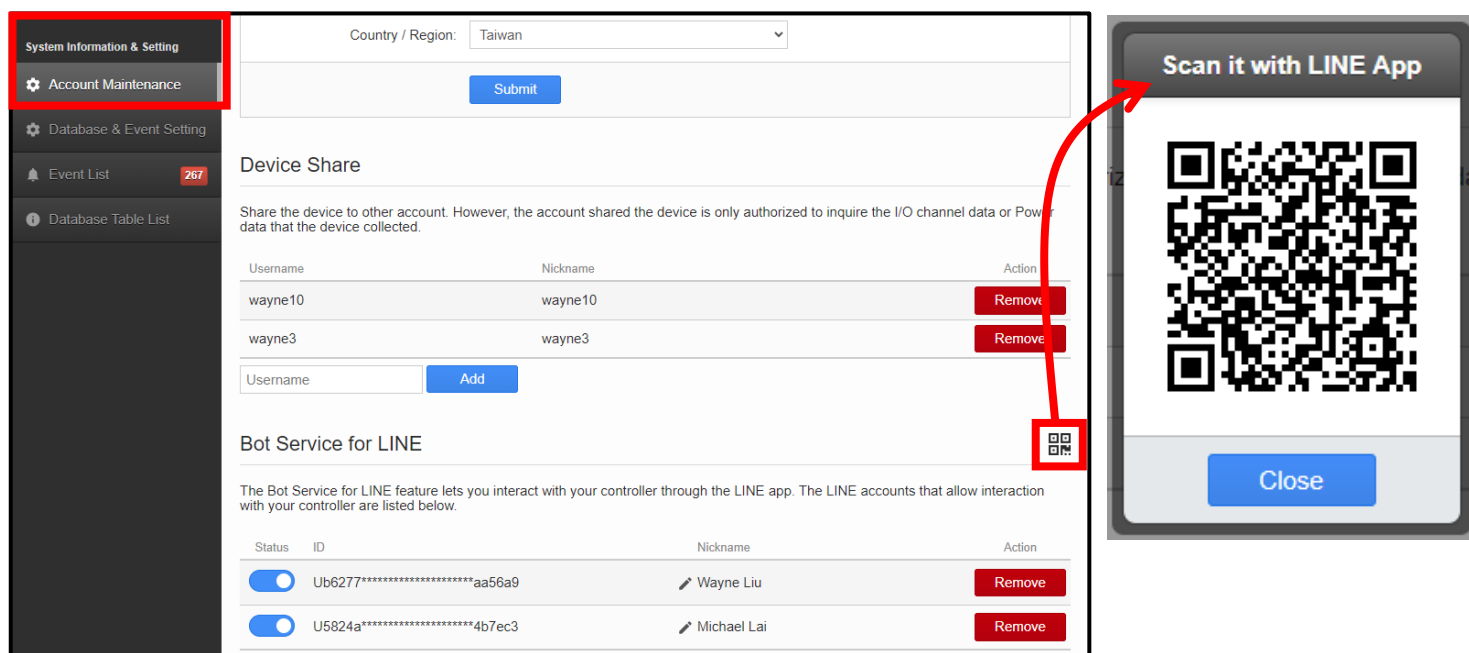 System Information & Setting
Account Maintenance
Database & Event Setting
Event List 267
Database Table List
Country / Region: Taiwan
Submit
Device Share
Share the device to other account. However, the account shared the device is only authorized to inquire the I/O channel data or Power
data that the device collected.
Username Nickname Action
wayne10 wayne10 Remove
wayne3 wayne3 Remove
Username Add
Bot Service for LINE
The Bot Service for LINE feature lets you interact with your controller through the LINE app. The LINE accounts that allow interaction
with your controller are listed below.
Status ID Nickname Action
Ub6277**********************aa56a9 Wayne Liu Remove
U5824a**********************4b7ec3 Michael Lai Remove
Scan it with LINE App
Close